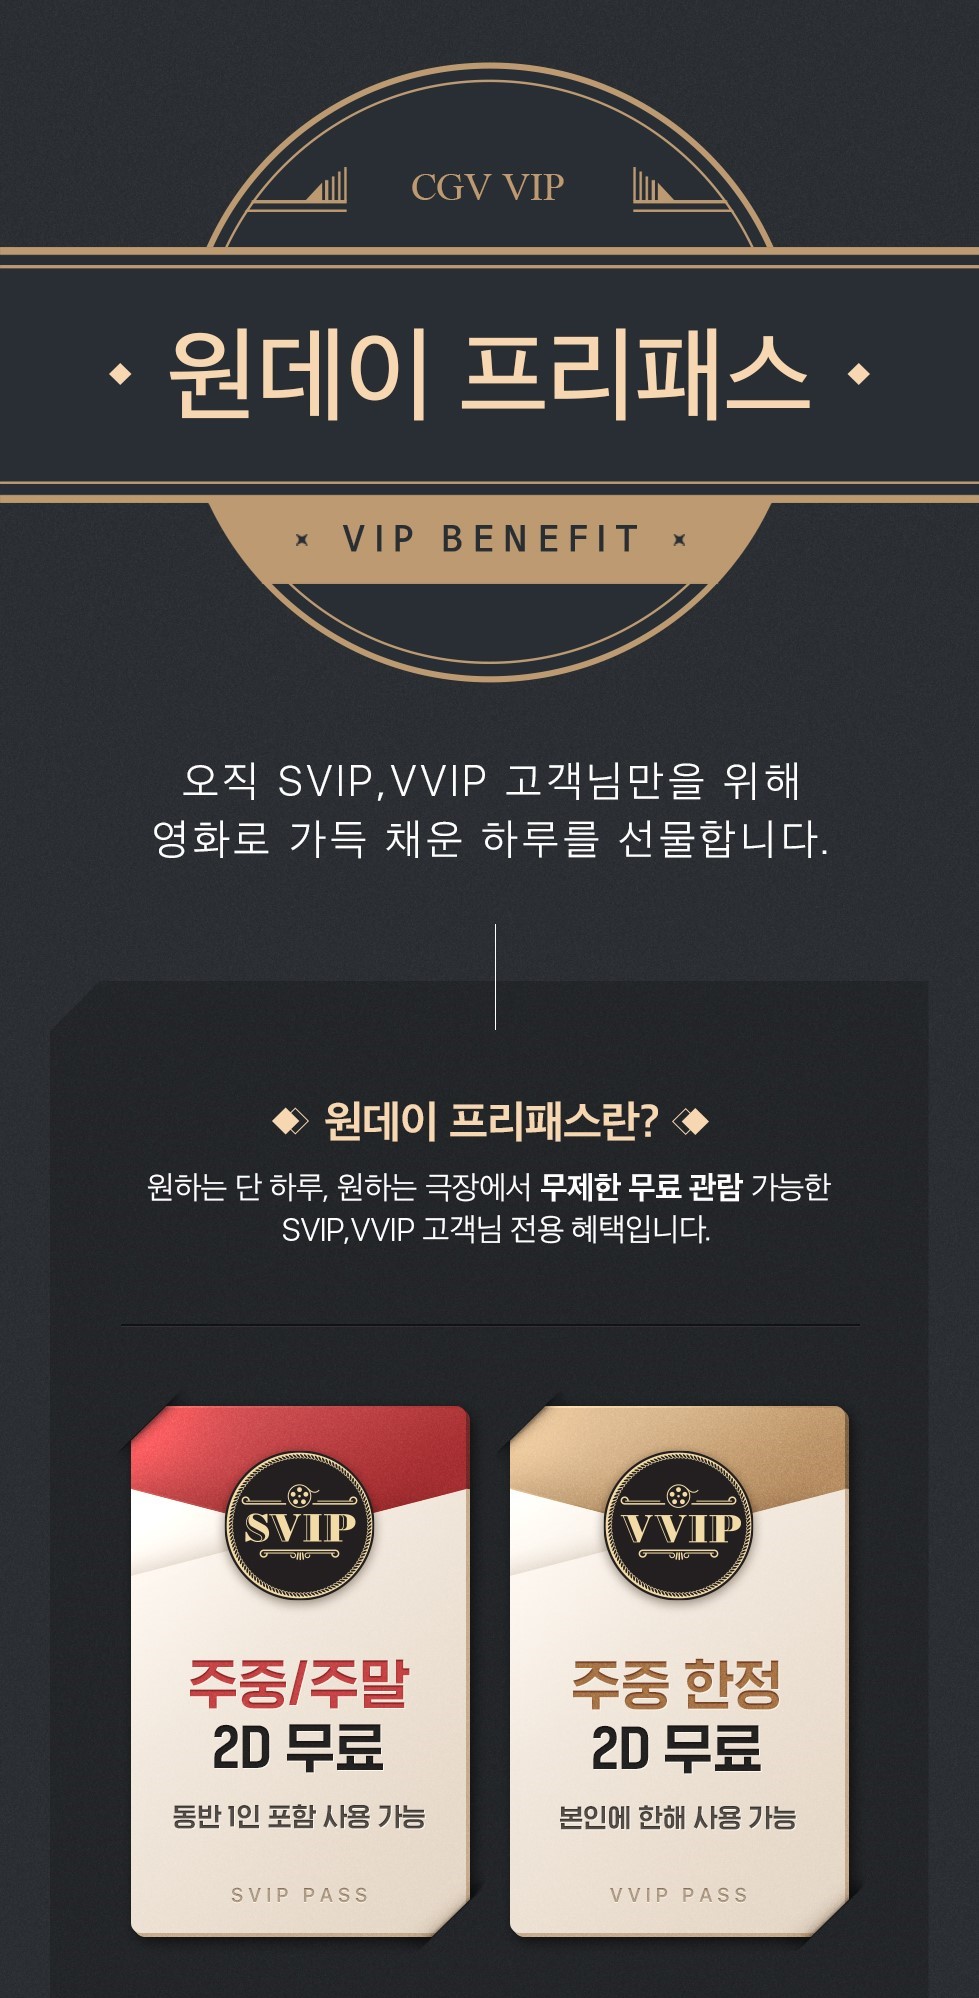 CGV VIP
원데이 프리패스
VIP BENEFIT
오직 SVIP,VVIP 고객님만을 위해
영화로 가득 채운 하루를 선물합니다.
원데이 프리패스란?
원하는 단 하루, 원하는 극장에서 무제한 무료 관람 가능한
SVIP,VVIP 고객님 전용 혜택입니다.
SVIP
주중/주말
2D 무료
동반 1인 포함 사용 가능
SVIP PASS
VVIP
주중 한정
2D 무료
본인에 한해 사용 가능
VVIP PASS